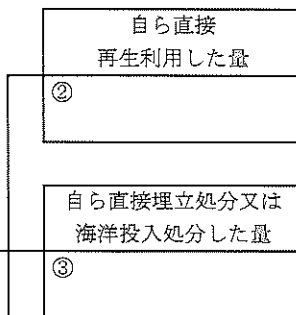 自ら直接
再生利用した量
②
自ら直接埋立処分又は
海洋投入処分した量
③